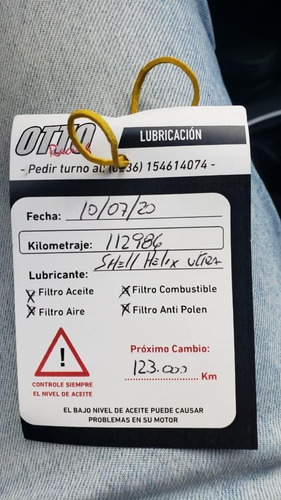 OTTO
LUBRICACIÓN
- Pedir turno al: (0236) 154614074 -
Fecha: 10/07/20
Kilometraje: 112986
Lubricante: SHELL HELIX ULTRA
X Filtro Aceite X Filtro Combustible
X Filtro Aire X Filtro Anti Polen
Próximo Cambio:
123.000 Km
CONTROLE SIEMPRE
EL NIVEL DE ACEITE
EL BAJO NIVEL DE ACEITE PUEDE CAUSAR
PROBLEMAS EN SU MOTOR